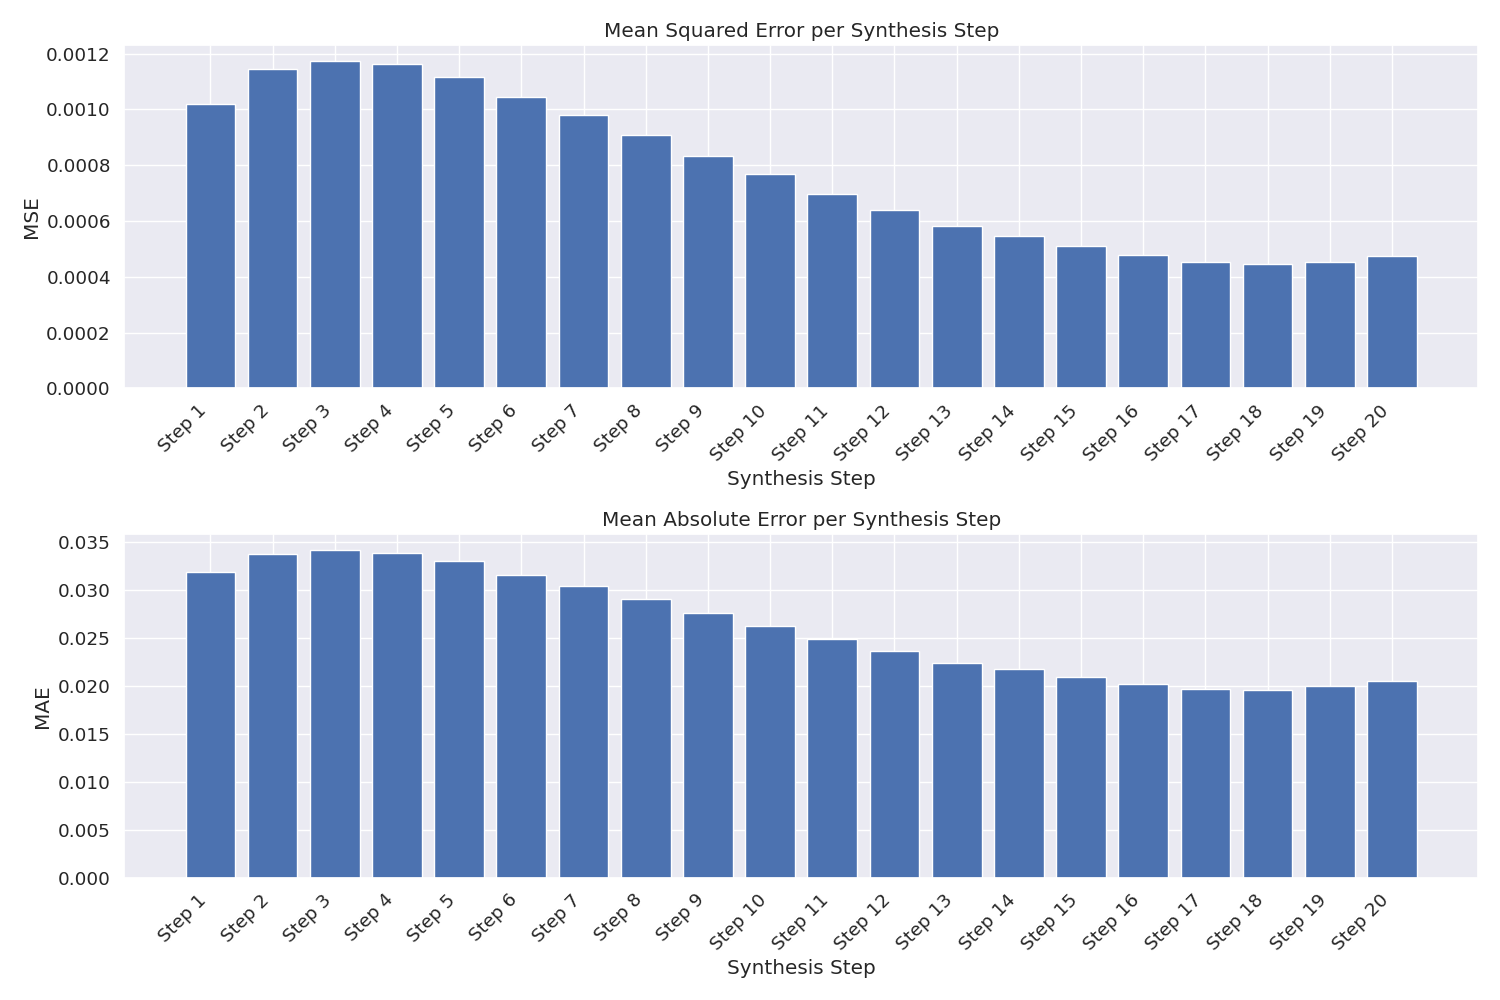 Mean Squared Error per Synthesis Step
0.0012
0.0010
0.0008
0.0006
0.0004
0.0002
0.0000
MSE
Step 1
Step 2
Step 3
Step 4
Step 5
Step 6
Step 7
Step 8
Step 9
Step 10
Step 11
Step 12
Step 13
Step 14
Step 15
Step 16
Step 17
Step 18
Step 19
Step 20
Synthesis Step
Mean Absolute Error per Synthesis Step
0.035
0.030
0.025
0.020
0.015
0.010
0.005
0.000
MAE
Step 1
Step 2
Step 3
Step 4
Step 5
Step 6
Step 7
Step 8
Step 9
Step 10
Step 11
Step 12
Step 13
Step 14
Step 15
Step 16
Step 17
Step 18
Step 19
Step 20
Synthesis Step